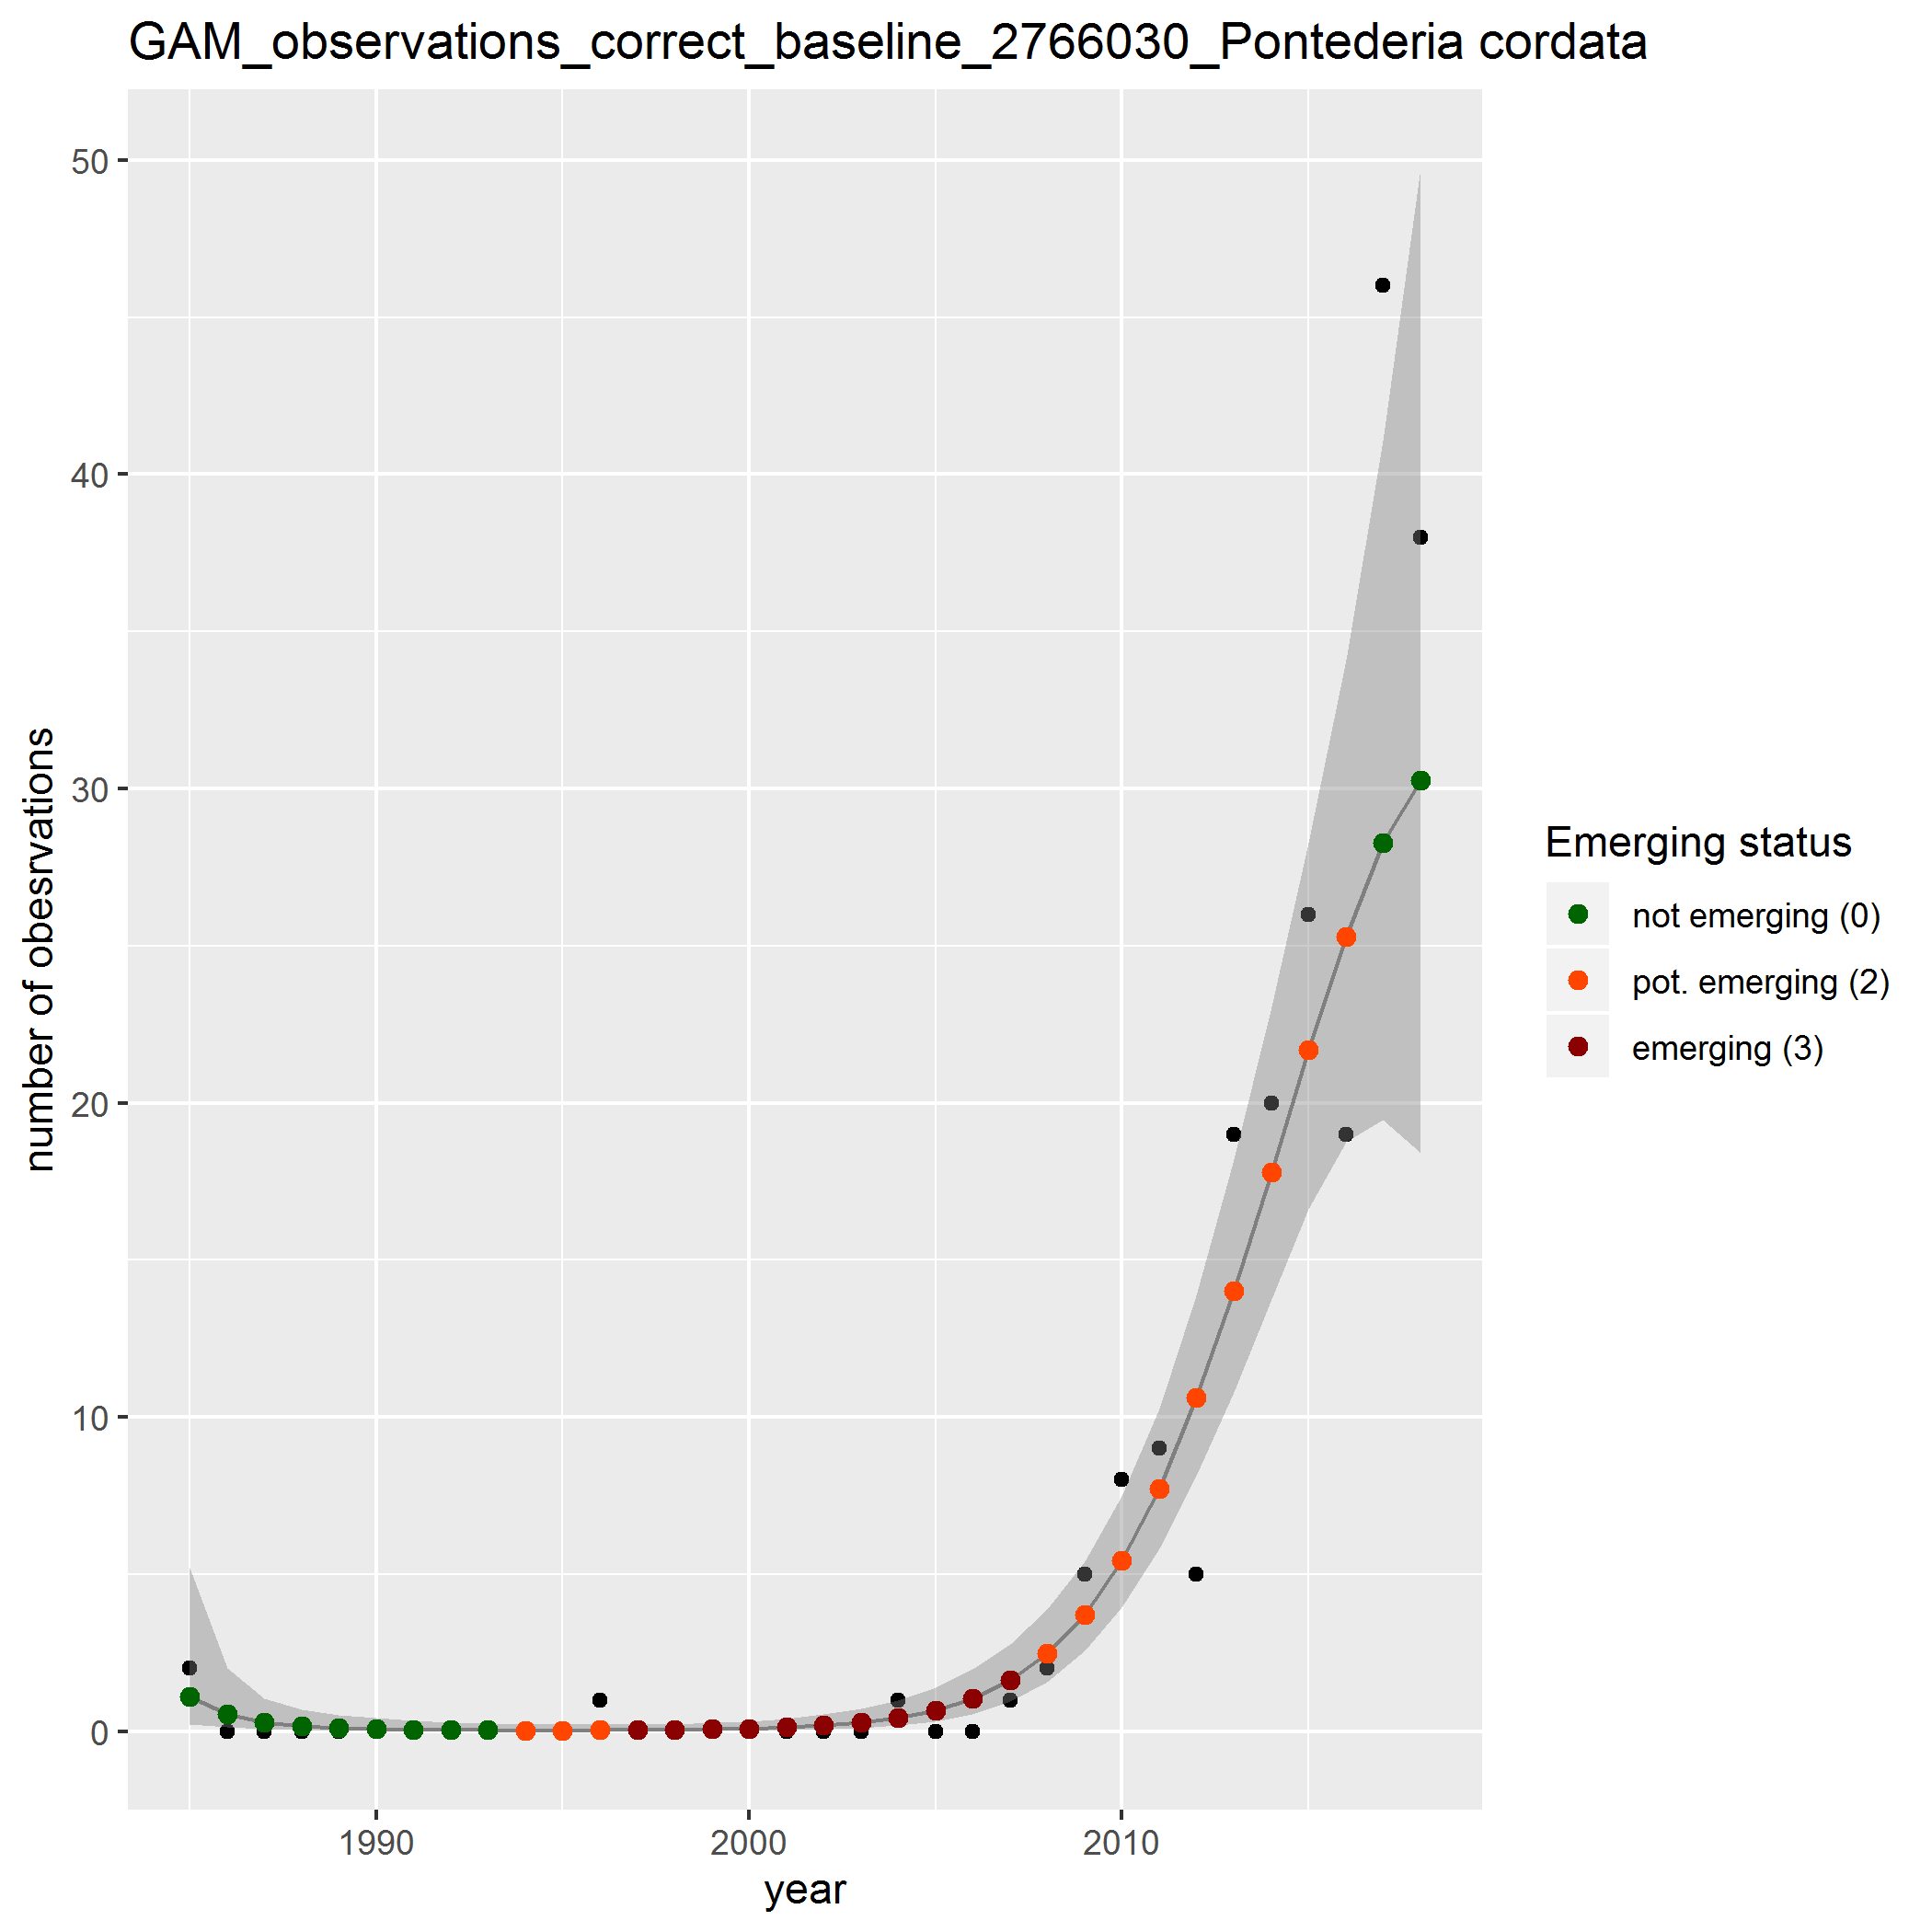 GAM_observations_correct_baseline_2766030_Pontederia cordata
number of obesrvations
50
40
30
20
10
0
1990
2000
2010
year
Emerging status
not emerging (0)
pot. emerging (2)
emerging (3)